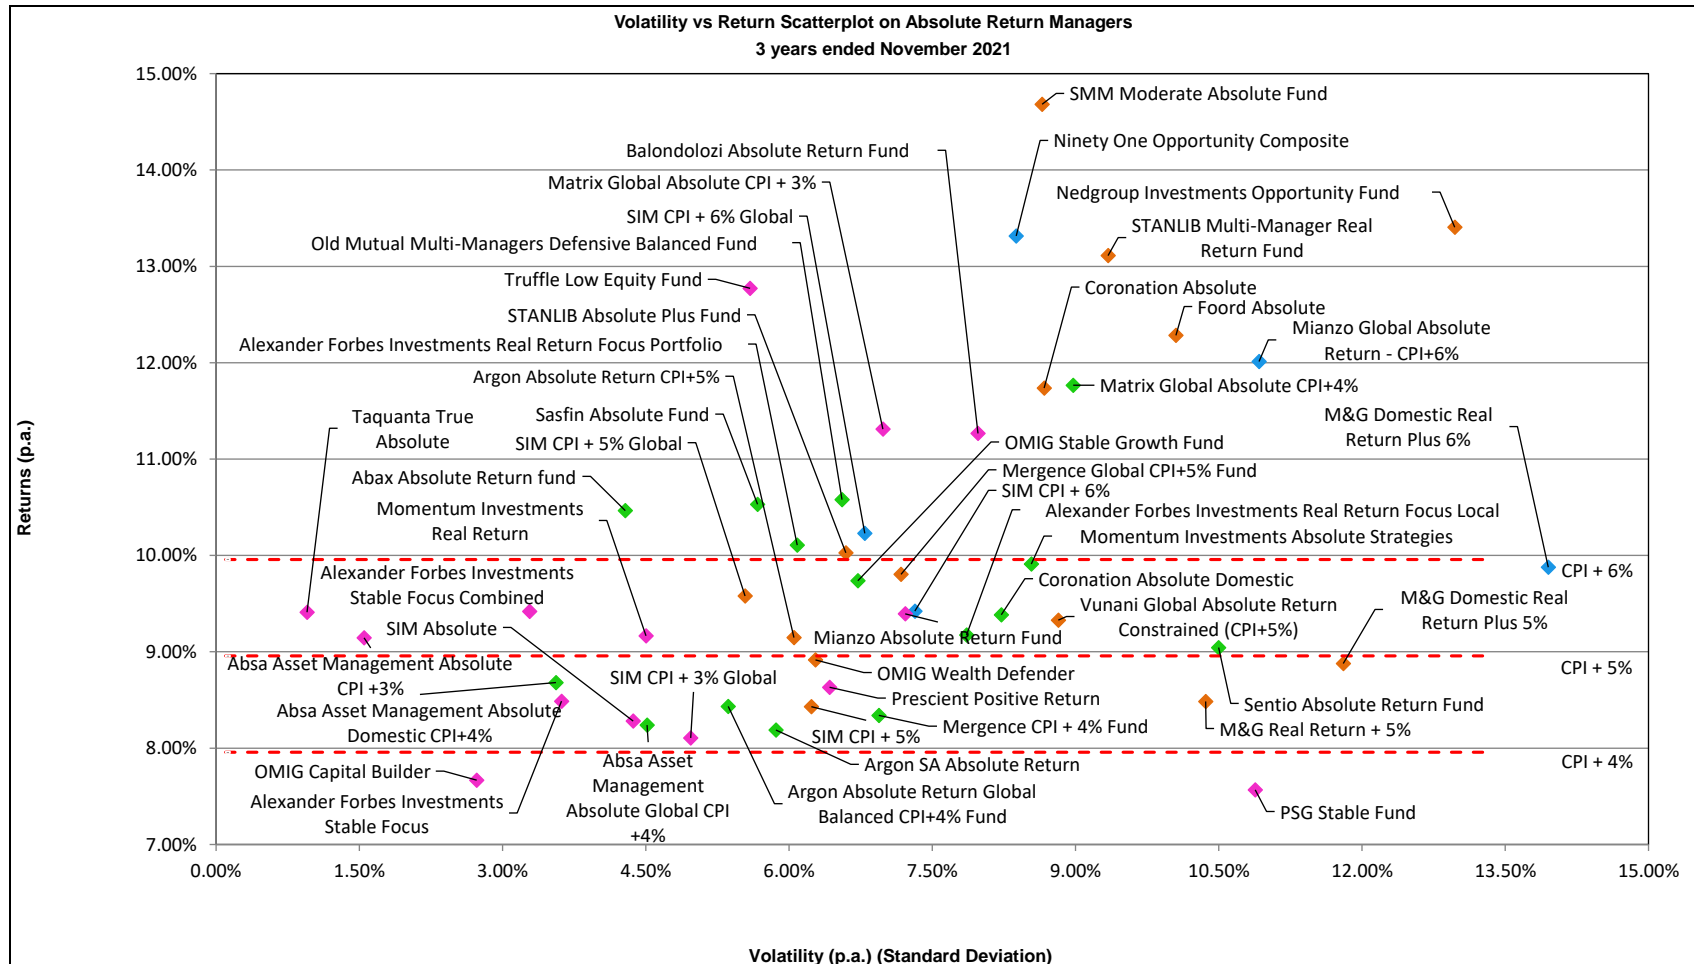 Volatility vs Return Scatterplot on Absolute Return Managers
3 years ended November 2021
15.00%
14.00%
13.00%
12.00%
11.00%
10.00%
9.00%
8.00%
7.00%
Returns (p.a.)
SMM Moderate Absolute Fund
Ninety One Opportunity Composite
Balondolozi Absolute Return Fund
Matrix Global Absolute CPI + 3%
Nedgroup Investments Opportunity Fund
SIM CPI + 6% Global
STANLIB Multi-Manager Real
Return Fund
Old Mutual Multi-Managers Defensive Balanced Fund
Truffle Low Equity Fund
Coronation Absolute
Foord Absolute
STANLIB Absolute Plus Fund
Mianzo Global Absolute
Return - CPI+6%
Alexander Forbes Investments Real Return Focus Portfolio
Argon Absolute Return CPI+5%
Matrix Global Absolute CPI+4%
Taquanta True
Absolute
Sasfin Absolute Fund
M&G Domestic Real
Return Plus 6%
SIM CPI + 5% Global
OMIG Stable Growth Fund
Abax Absolute Return fund
Mergence Global CPI+5% Fund
SIM CPI + 6%
Momentum Investments
Real Return
Alexander Forbes Investments Real Return Focus Local
Momentum Investments Absolute Strategies
Alexander Forbes Investments
Stable Focus Combined
CPI + 6%
Coronation Absolute Domestic
M&G Domestic Real
Return Plus 5%
Vunani Global Absolute Return
Constrained (CPI+5%)
SIM Absolute
Mianzo Absolute Return Fund
Absa Asset Management Absolute
CPI +3%
CPI + 5%
SIM CPI + 3% Global
OMIG Wealth Defender
Prescient Positive Return
Sentio Absolute Return Fund
Absa Asset Management Absolute
Domestic CPI+4%
Mergence CPI + 4% Fund
M&G Real Return + 5%
SIM CPI + 5%
CPI + 4%
OMIG Capital Builder
Absa Asset
Management
Absolute Global CPI
+4%
Argon SA Absolute Return
Argon Absolute Return Global
Balanced CPI+4% Fund
Alexander Forbes Investments
Stable Focus
PSG Stable Fund
0.00%
1.50%
3.00%
4.50%
6.00%
7.50%
9.00%
10.50%
12.00%
13.50%
15.00%
Volatility (p.a.) (Standard Deviation)